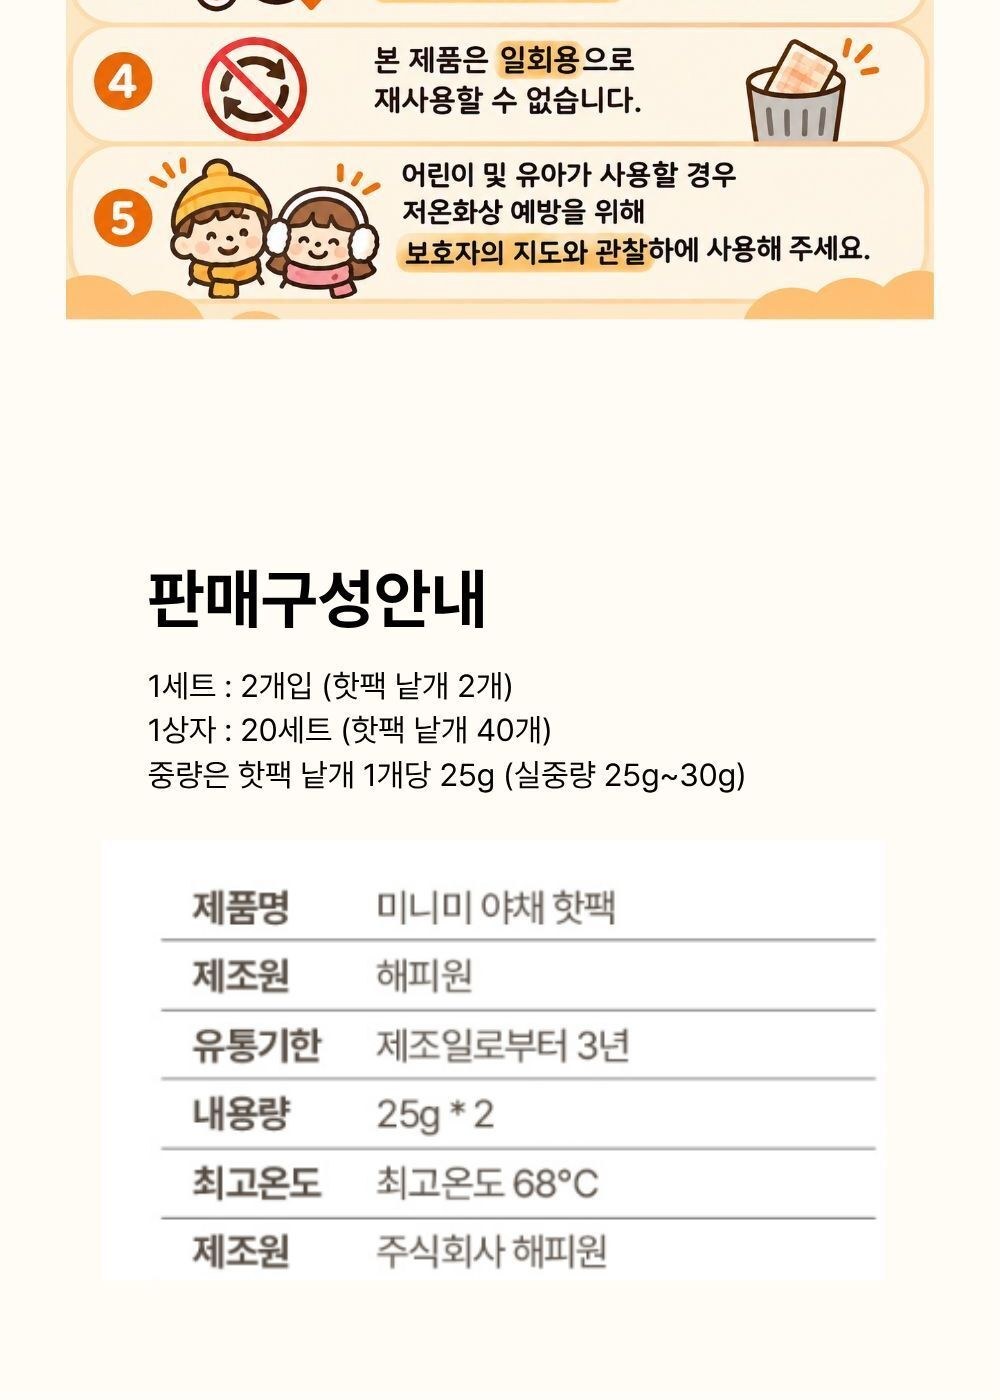 4
본 제품은 일회용으로
재사용할 수 없습니다.
5
어린이 및 유아가 사용할 경우
저온화상 예방을 위해
보호자의 지도와 관찰하에 사용해 주세요.
판매구성안내
1세트 : 2개입 (핫팩 낱개 2개)
1상자 : 20세트 (핫팩 낱개 40개)
중량은 핫팩 낱개 1개당 25g (실중량 25g~30g)
제품명 미니미 야채 핫팩
제조원 해피원
유통기한 제조일로부터 3년
내용량 25g * 2
최고온도 최고온도 68°C
제조원 주식회사 해피원